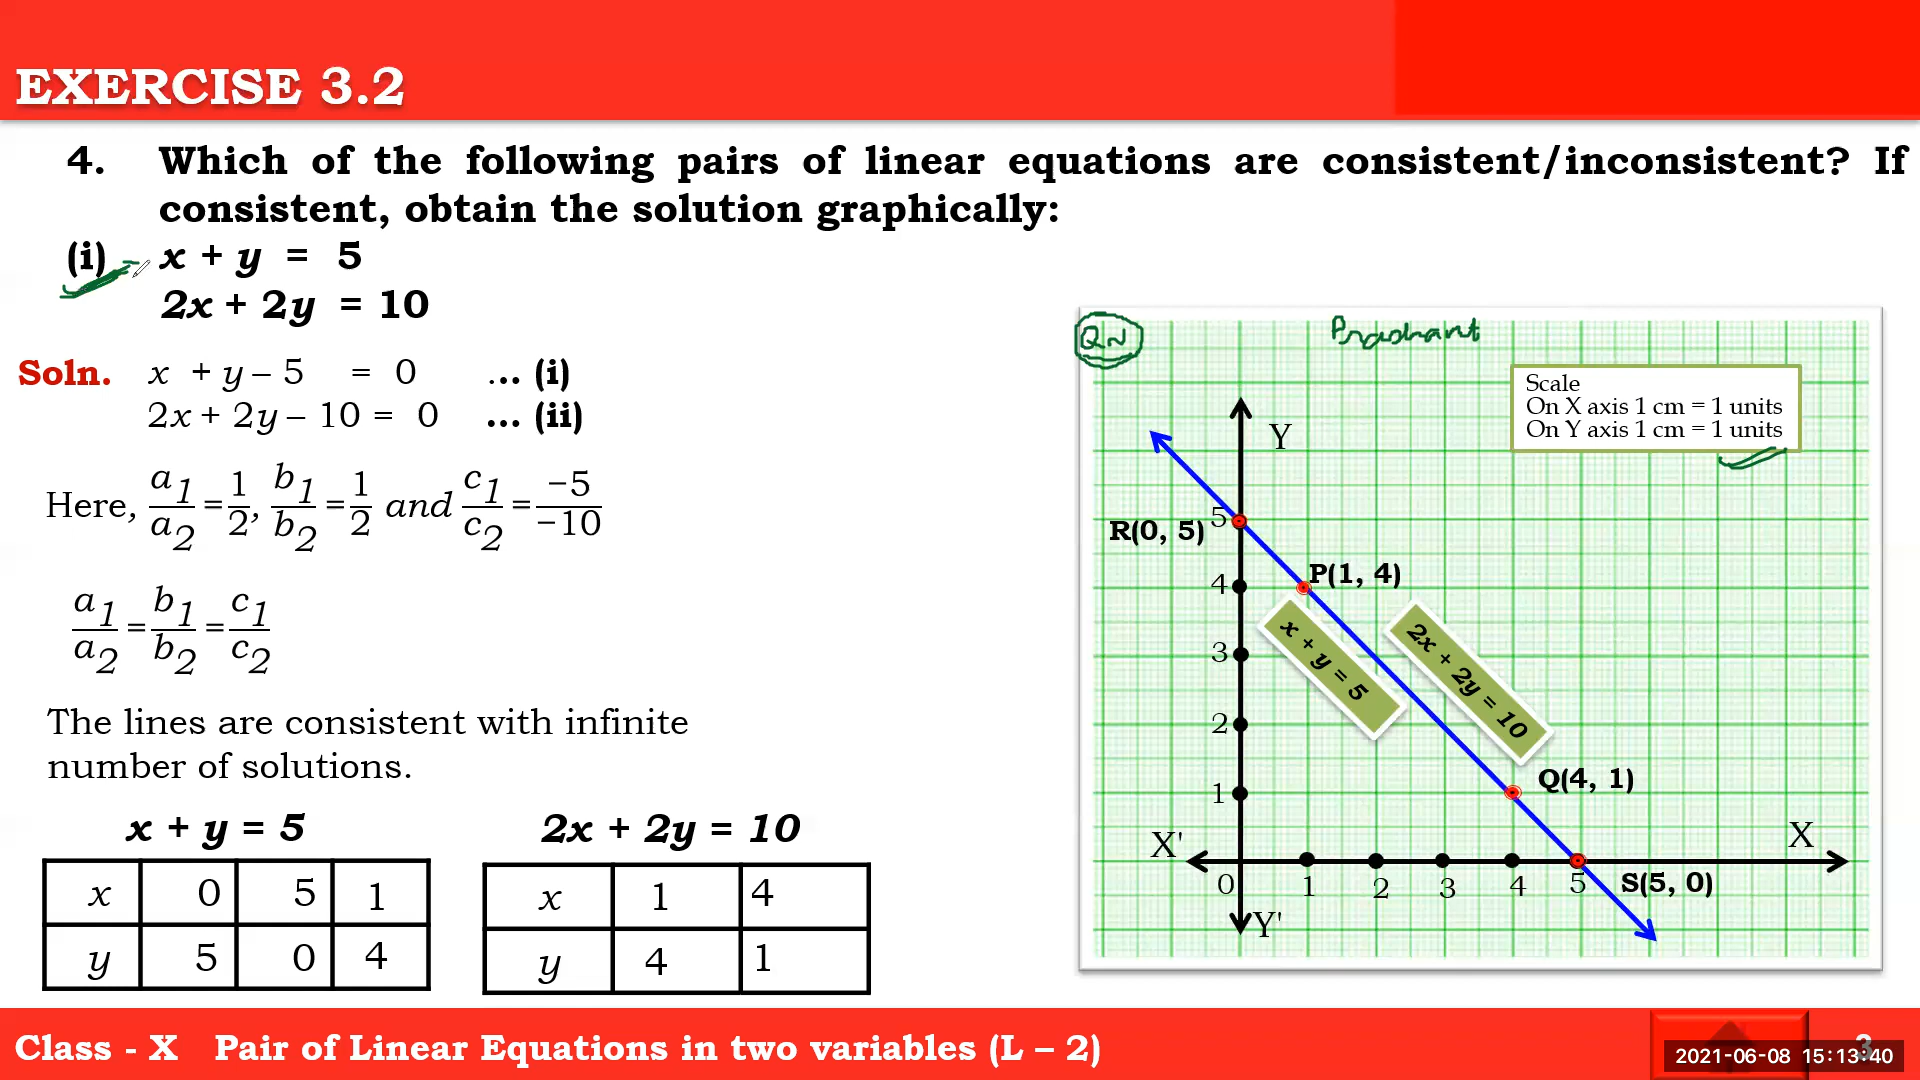 EXERCISE 3.2
4. Which of the following pairs of linear equations are consistent/inconsistent? If
consistent, obtain the solution graphically:
(i) x + y = 5
2x + 2y = 10
Soln. x + y – 5 = 0 ... (i)
2x + 2y – 10 = 0 ... (ii)
Here, a1/a2 = 1/2, b1/b2 = 1/2 and c1/c2 = −5/−10
a1/a2 = b1/b2 = c1/c2
The lines are consistent with infinite
number of solutions.
x + y = 5
x 0 5 1
y 5 0 4
2x + 2y = 10
x 1 4
y 4 1
QN
Prashant
Scale
On X axis 1 cm = 1 units
On Y axis 1 cm = 1 units
Y
R(0, 5)
5
P(1, 4)
4
3
2
1
x + y = 5
2x + 2y = 10
Q(4, 1)
X'
X
0 1 2 3 4 5
S(5, 0)
Y'
Class - X Pair of Linear Equations in two variables (L – 2)
3
2021-06-08 15:13:40